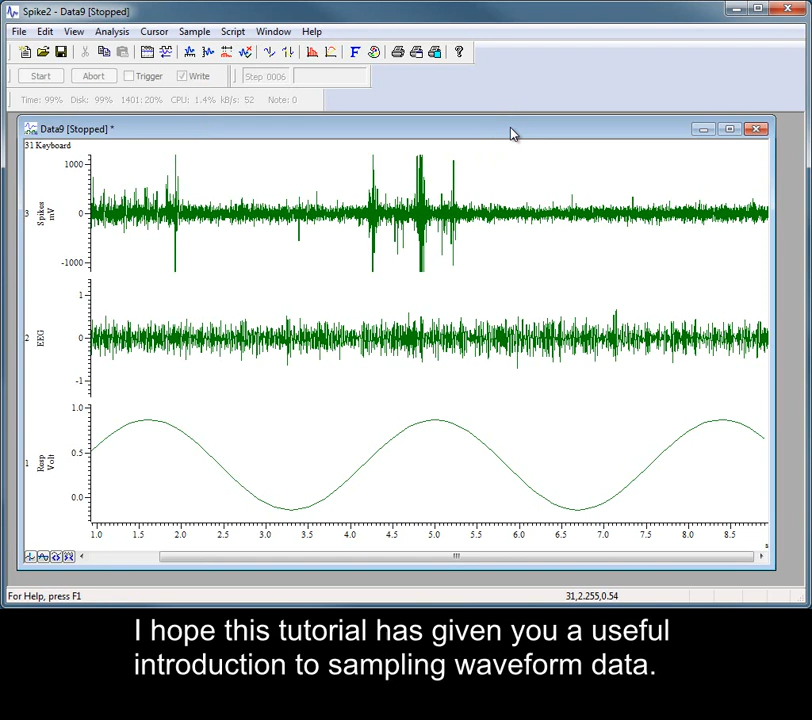 Spike2 - Data9 [Stopped]
File Edit View Analysis Cursor Sample Script Window Help
F ?
Start Abort Trigger Write Step 0006
Time: 99% Disk: 99% 1401: 20% CPU: 1.4% kB/s: 52 Note: 0
Data9 [Stopped] *
31 Keyboard
1000
0
-1000
3
Spikes
mV
1
0
-1
2
EEG
1.0
0.5
0.0
1
Resp
Volt
1.0 1.5 2.0 2.5 3.0 3.5 4.0 4.5 5.0 5.5 6.0 6.5 7.0 7.5 8.0 8.5
s
For Help, press F1 31,2.255,0.54
I hope this tutorial has given you a useful
introduction to sampling waveform data.